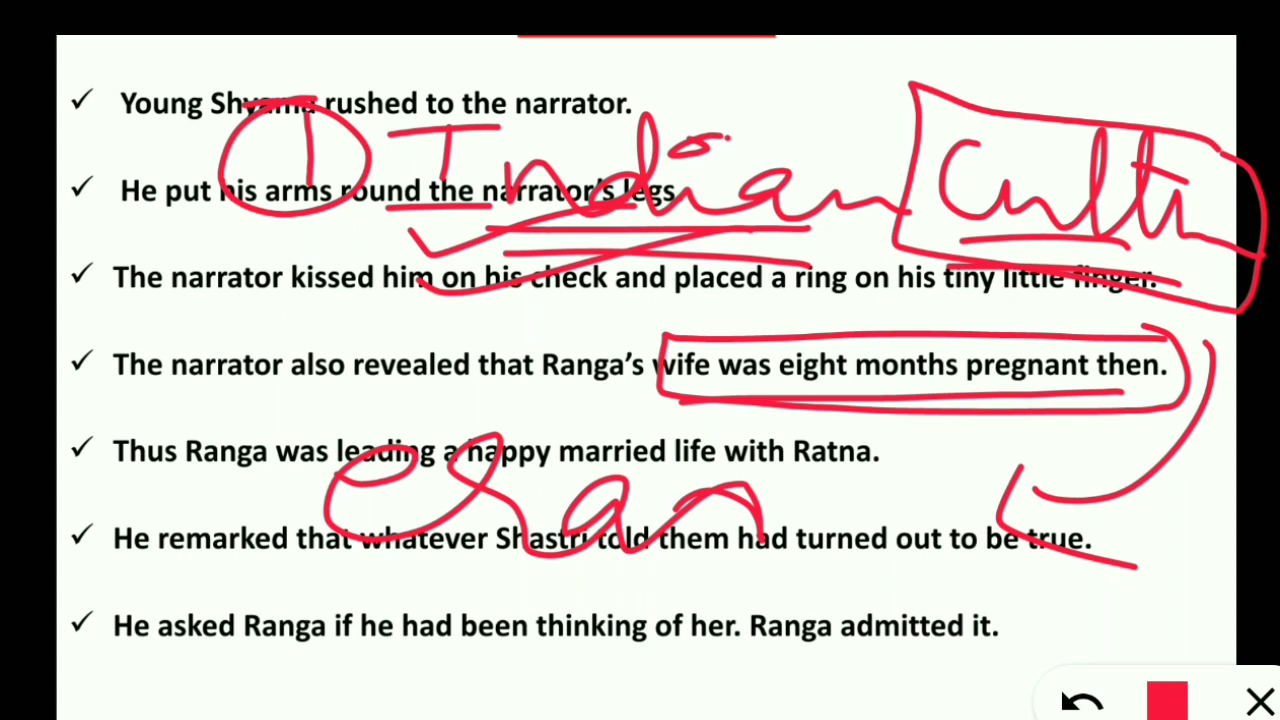 ✓ Young Shyama rushed to the narrator.
① Indian Cultu
✓ He put his arms round the narrator's legs
✓ The narrator kissed him on his check and placed a ring on his tiny little finger.
✓ The narrator also revealed that Ranga's wife was eight months pregnant then.
✓ Thus Ranga was leading a happy married life with Ratna.
✓ He remarked that whatever Shastri told them had turned out to be true.
✓ He asked Ranga if he had been thinking of her. Ranga admitted it.